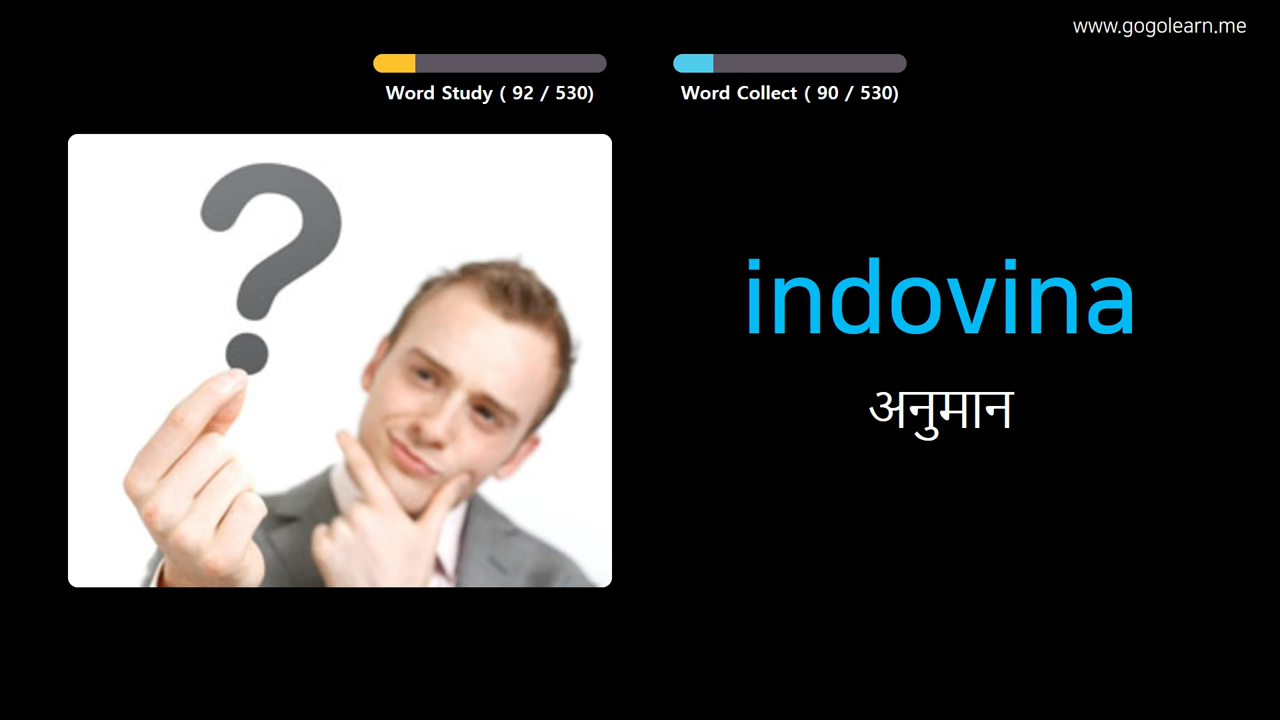 www.gogolearn.me
Word Study ( 92 / 530)
Word Collect ( 90 / 530)
indovina
अनुमान